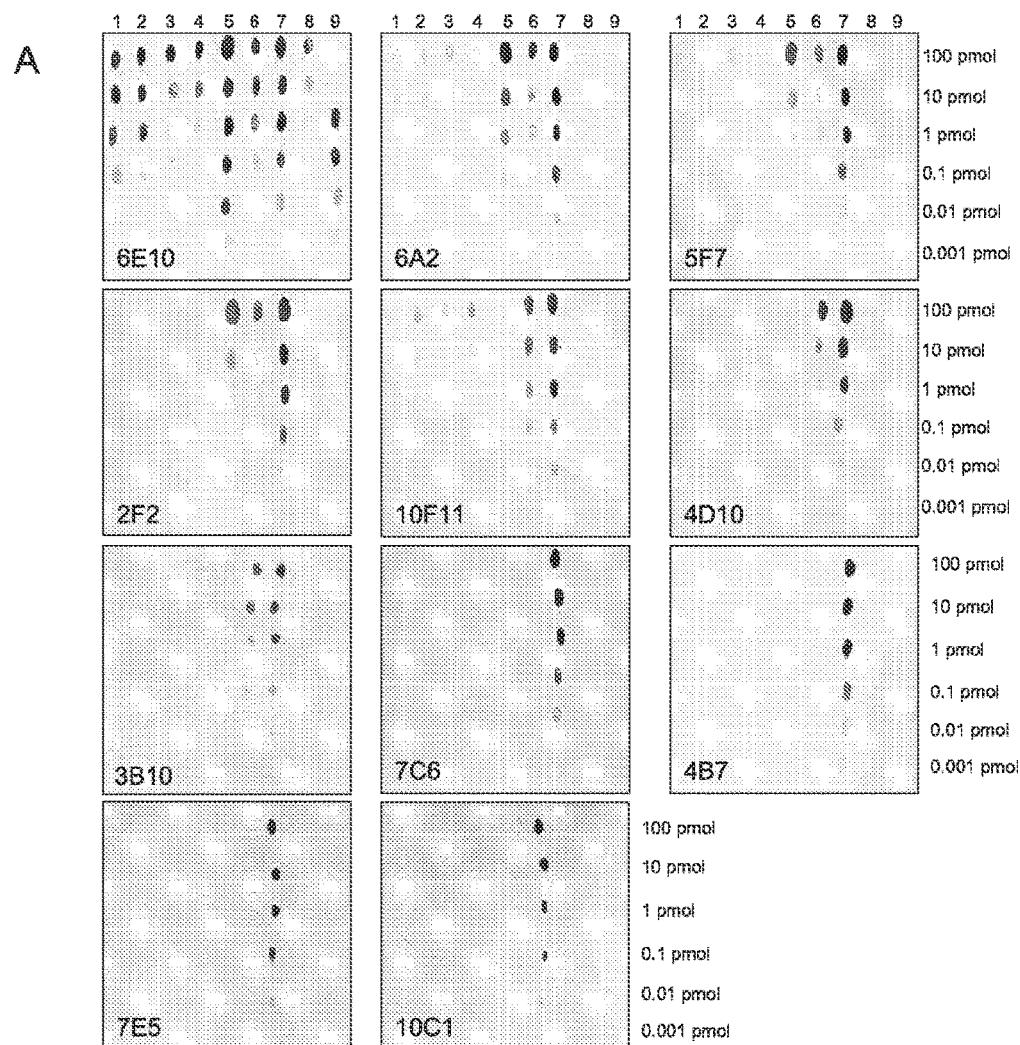 1 2 3 4 5 6 7 8 9 1 2 3 4 5 6 7 8 9 1 2 3 4 5 6 7 8 9
A
100 pmol
10 pmol
1 pmol
0.1 pmol
0.01 pmol
0.001 pmol
6E10 6A2 5F7
100 pmol
10 pmol
1 pmol
0.1 pmol
0.01 pmol
0.001 pmol
2F2 10F11 4D10
100 pmol
10 pmol
1 pmol
0.1 pmol
0.01 pmol
0.001 pmol
3B10 7C6 4B7
100 pmol
10 pmol
1 pmol
0.1 pmol
0.01 pmol
0.001 pmol
7E5 10C1